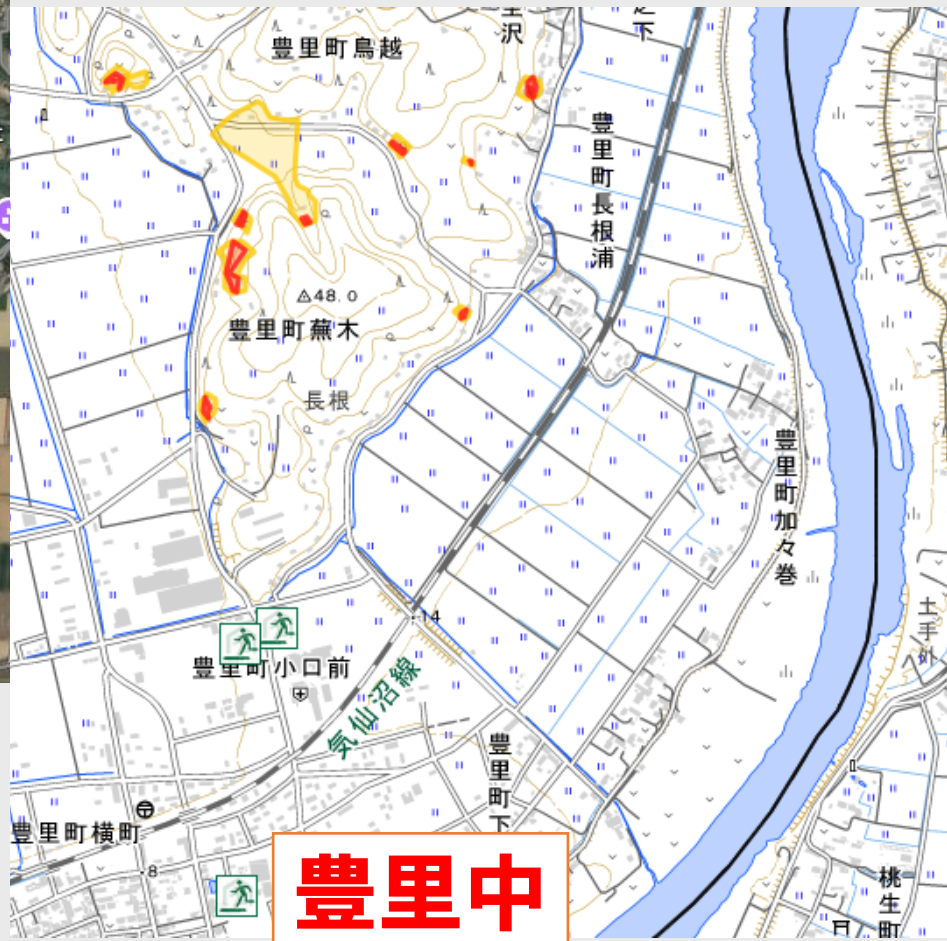 豊里町鳥越
沢
下
豊里町長根浦
48.0
豊里町蕪木
長根
豊里町加々巻
14
土手外
豊里町小口前
気仙沼線
豊里町下
豊里町横町
8
豊里中
桃生町